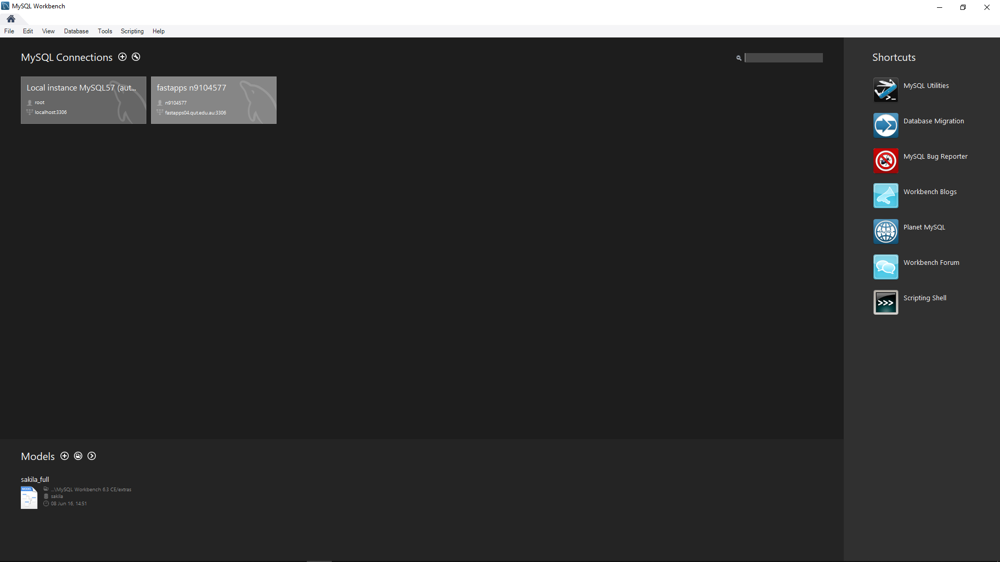 MySQL Workbench
File Edit View Database Tools Scripting Help
MySQL Connections
Local instance MySQL57 (aut...
root
localhost:3306
fastapps n9104577
n9104577
fastapps04.qut.edu.au:3306
Shortcuts
MySQL Utilities
Database Migration
MySQL Bug Reporter
Workbench Blogs
MySQL
Planet MySQL
Workbench Forum
>>>
Scripting Shell
Models
sakila_full
MODEL
...\MySQL Workbench 6.3 CE/extras
sakila
08 Jun 16, 14:51